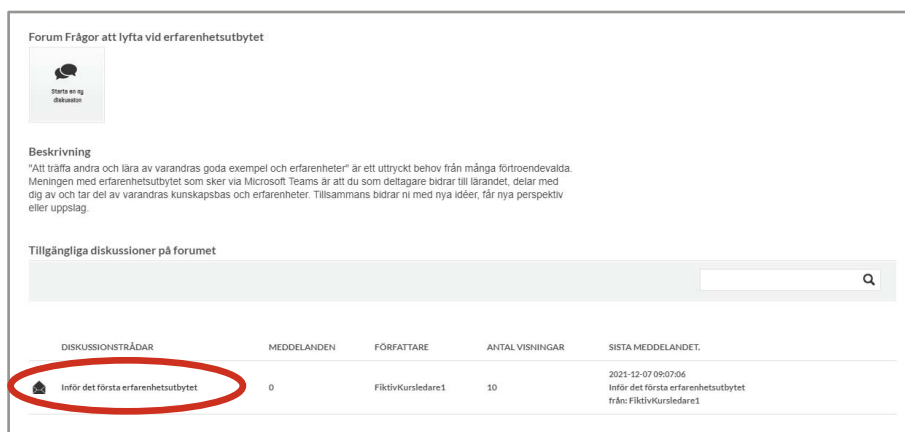 Forum Frågor att lyfta vid erfarenhetsutbytet
Starta en ny
diskussion
Beskrivning
"Att träffa andra och lära av varandras goda exempel och erfarenheter" är ett uttryckt behov från många förtroendevalda.
Meningen med erfarenhetsutbytet som sker via Microsoft Teams är att du som deltagare bidrar till lärandet, delar med
dig av och tar del av varandras kunskapsbas och erfarenheter. Tillsammans bidrar ni med nya idéer, får nya perspektiv
eller uppslag.
Tillgängliga diskussioner på forumet
DISKUSSIONSTRÅDAR MEDDELANDEN FÖRFATTARE ANTAL VISNINGAR SISTA MEDDELANDET.
2021-12-07 09:07:06
Inför det första erfarenhetsutbytet 0 FiktivKursledare1 10 Inför det första erfarenhetsutbytet
från: FiktivKursledare1